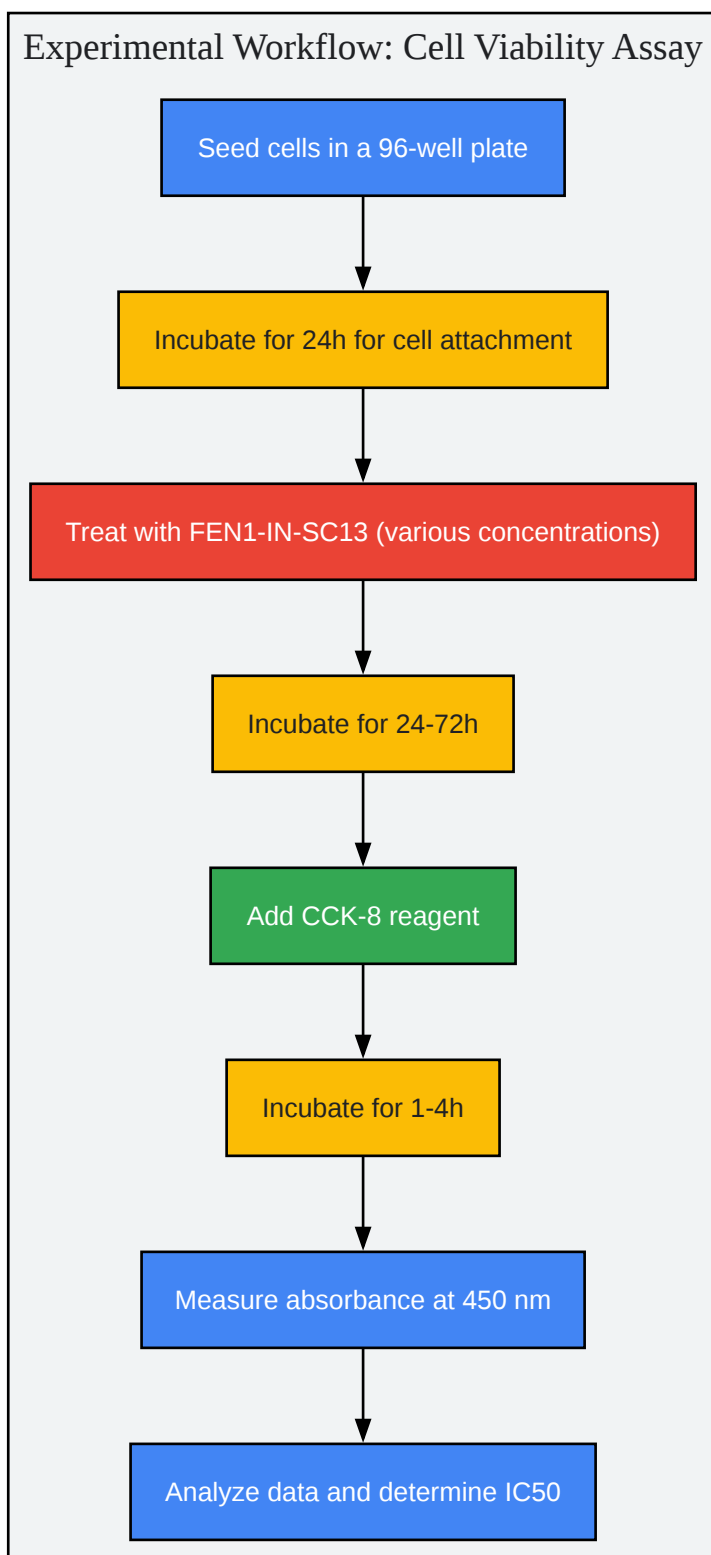 Experimental Workflow: Cell Viability Assay
Seed cells in a 96-well plate
Incubate for 24h for cell attachment
Treat with FEN1-IN-SC13 (various concentrations)
Incubate for 24-72h
Add CCK-8 reagent
Incubate for 1-4h
Measure absorbance at 450 nm
Analyze data and determine IC50